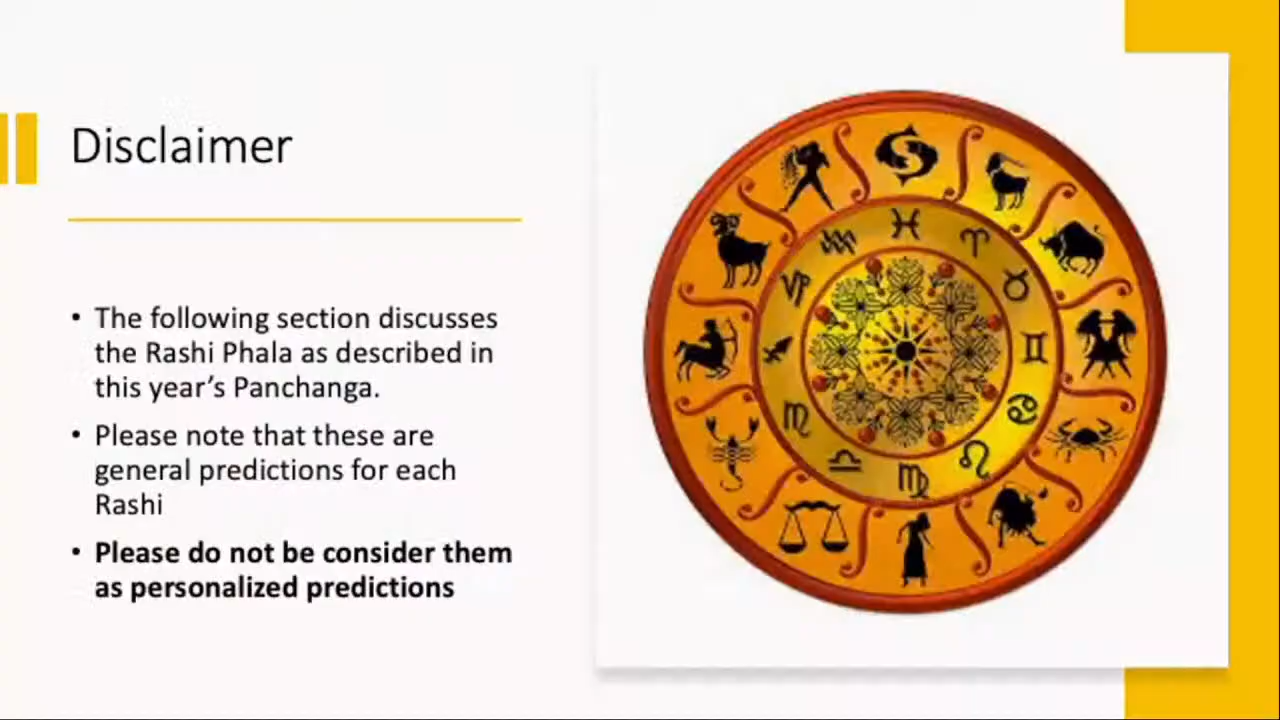 Disclaimer
• The following section discusses
the Rashi Phala as described in
this year’s Panchanga.
• Please note that these are
general predictions for each
Rashi
• Please do not be consider them
as personalized predictions